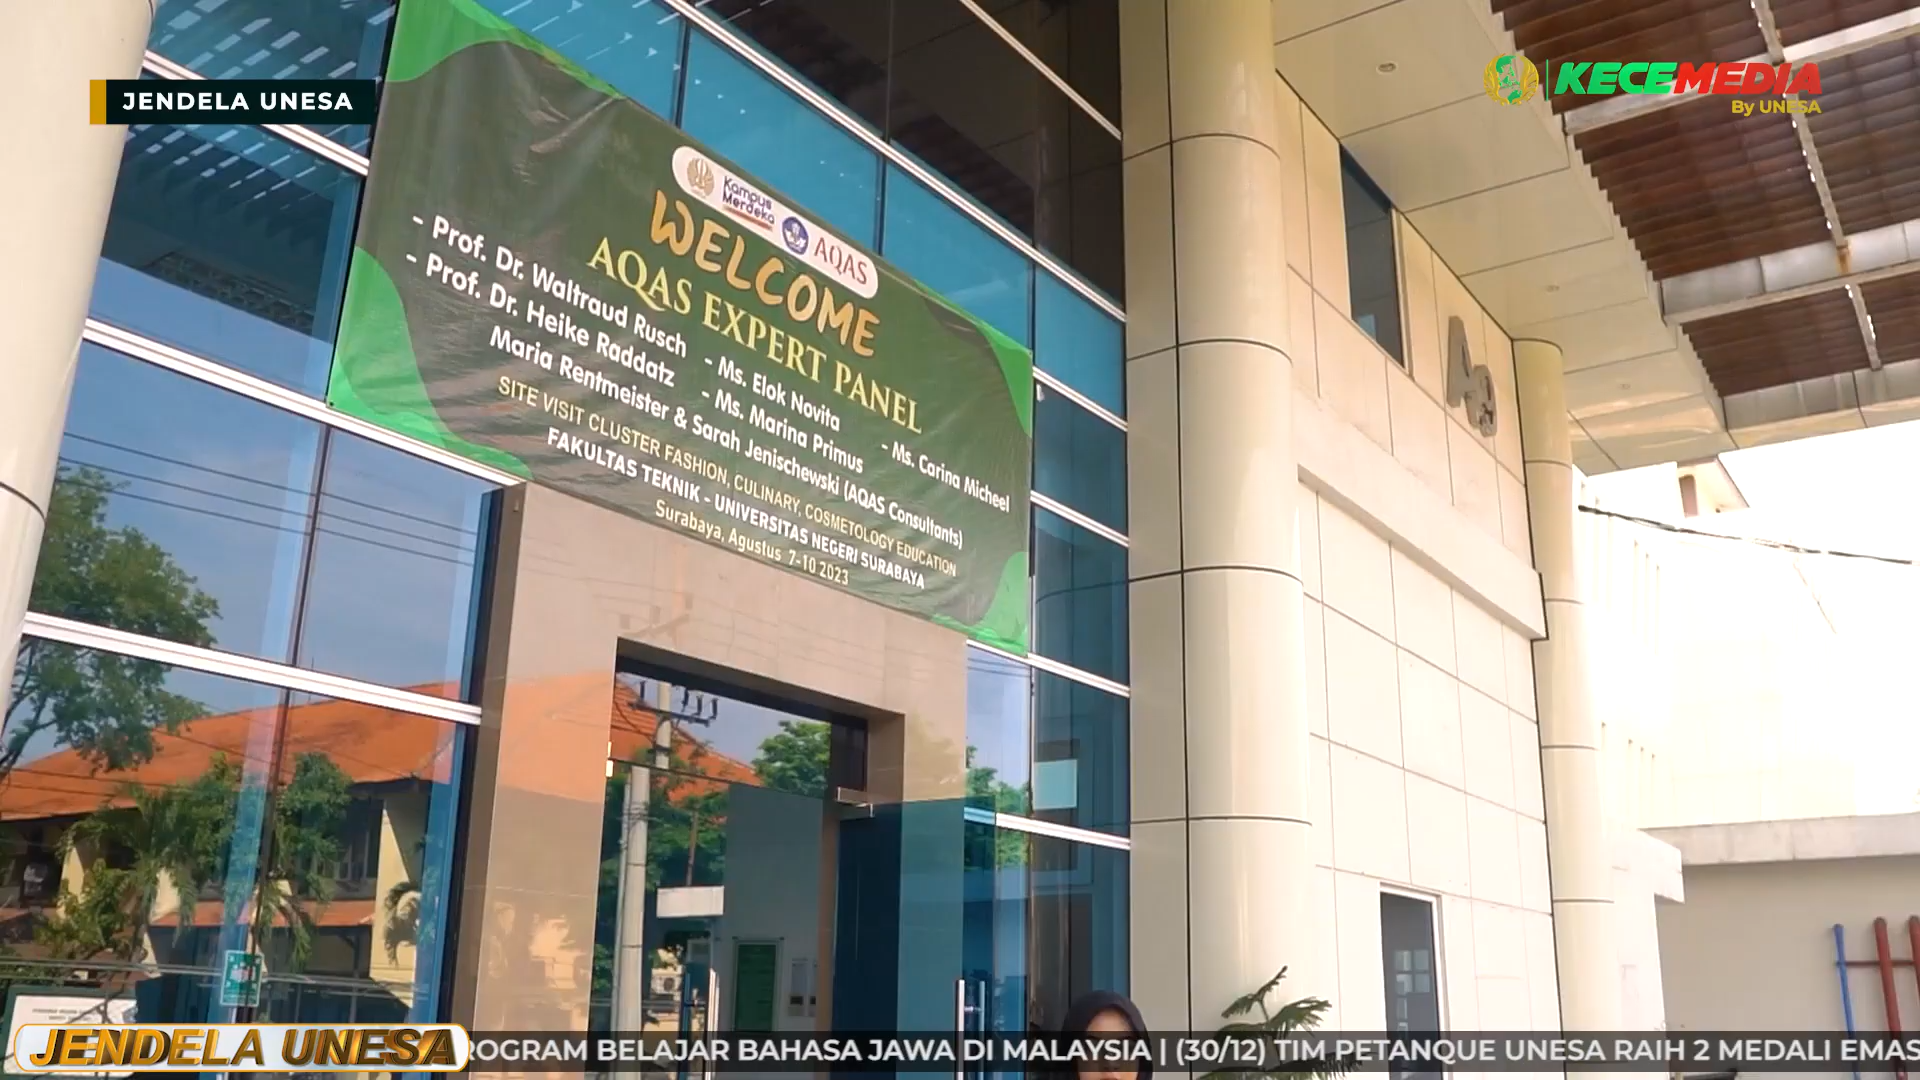 JENDELA UNESA
KECEMEDIA
By UNESA
Kampus
Merdeka
AQAS
WELCOME
AQAS EXPERT PANEL
- Prof. Dr. Waltraud Rusch
- Ms. Elok Novita
- Ms. Carina Micheel
- Prof. Dr. Heike Raddatz
- Ms. Marina Primus
Maria Rentmeister & Sarah Jenischewski (AQAS Consultants)
SITE VISIT CLUSTER FASHION, CULINARY, COSMETOLOGY EDUCATION
FAKULTAS TEKNIK - UNIVERSITAS NEGERI SURABAYA
Surabaya, Agustus 7-10 2023
JENDELA UNESA
ROGRAM BELAJAR BAHASA JAWA DI MALAYSIA | (30/12) TIM PETANQUE UNESA RAIH 2 MEDALI EMAS